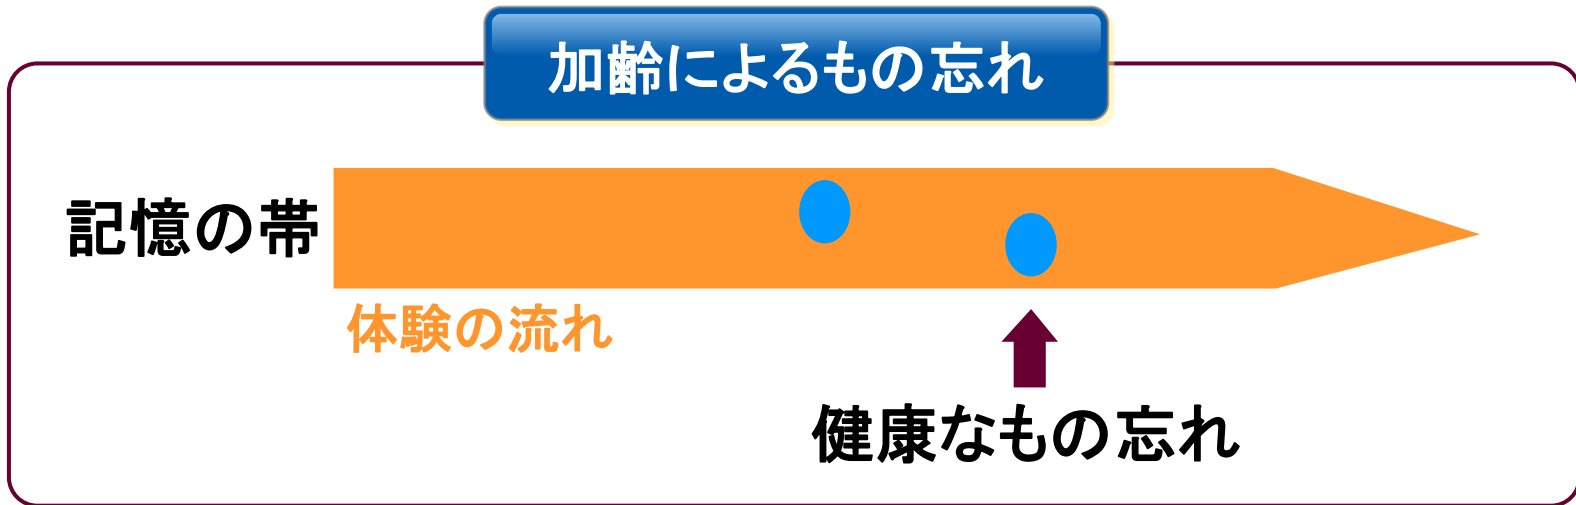 加齢によるもの忘れ
記憶の帯
体験の流れ
健康なもの忘れ